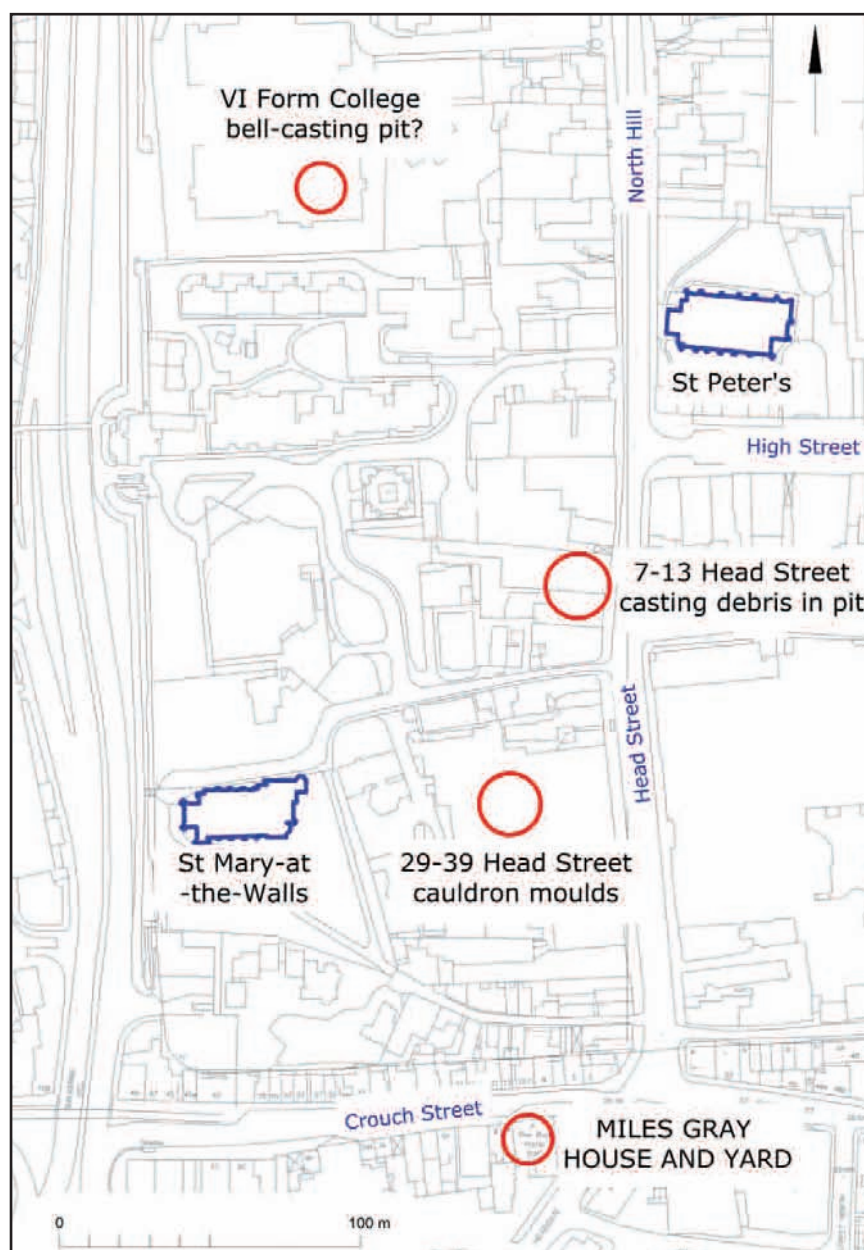 VI Form College
bell-casting pit?
North Hill
St Peter's
High Street
7-13 Head Street
casting debris in pit
Head Street
St Mary-at
-the-Walls
29-39 Head Street
cauldron moulds
Crouch Street
MILES GRAY
HOUSE AND YARD
0
100 m